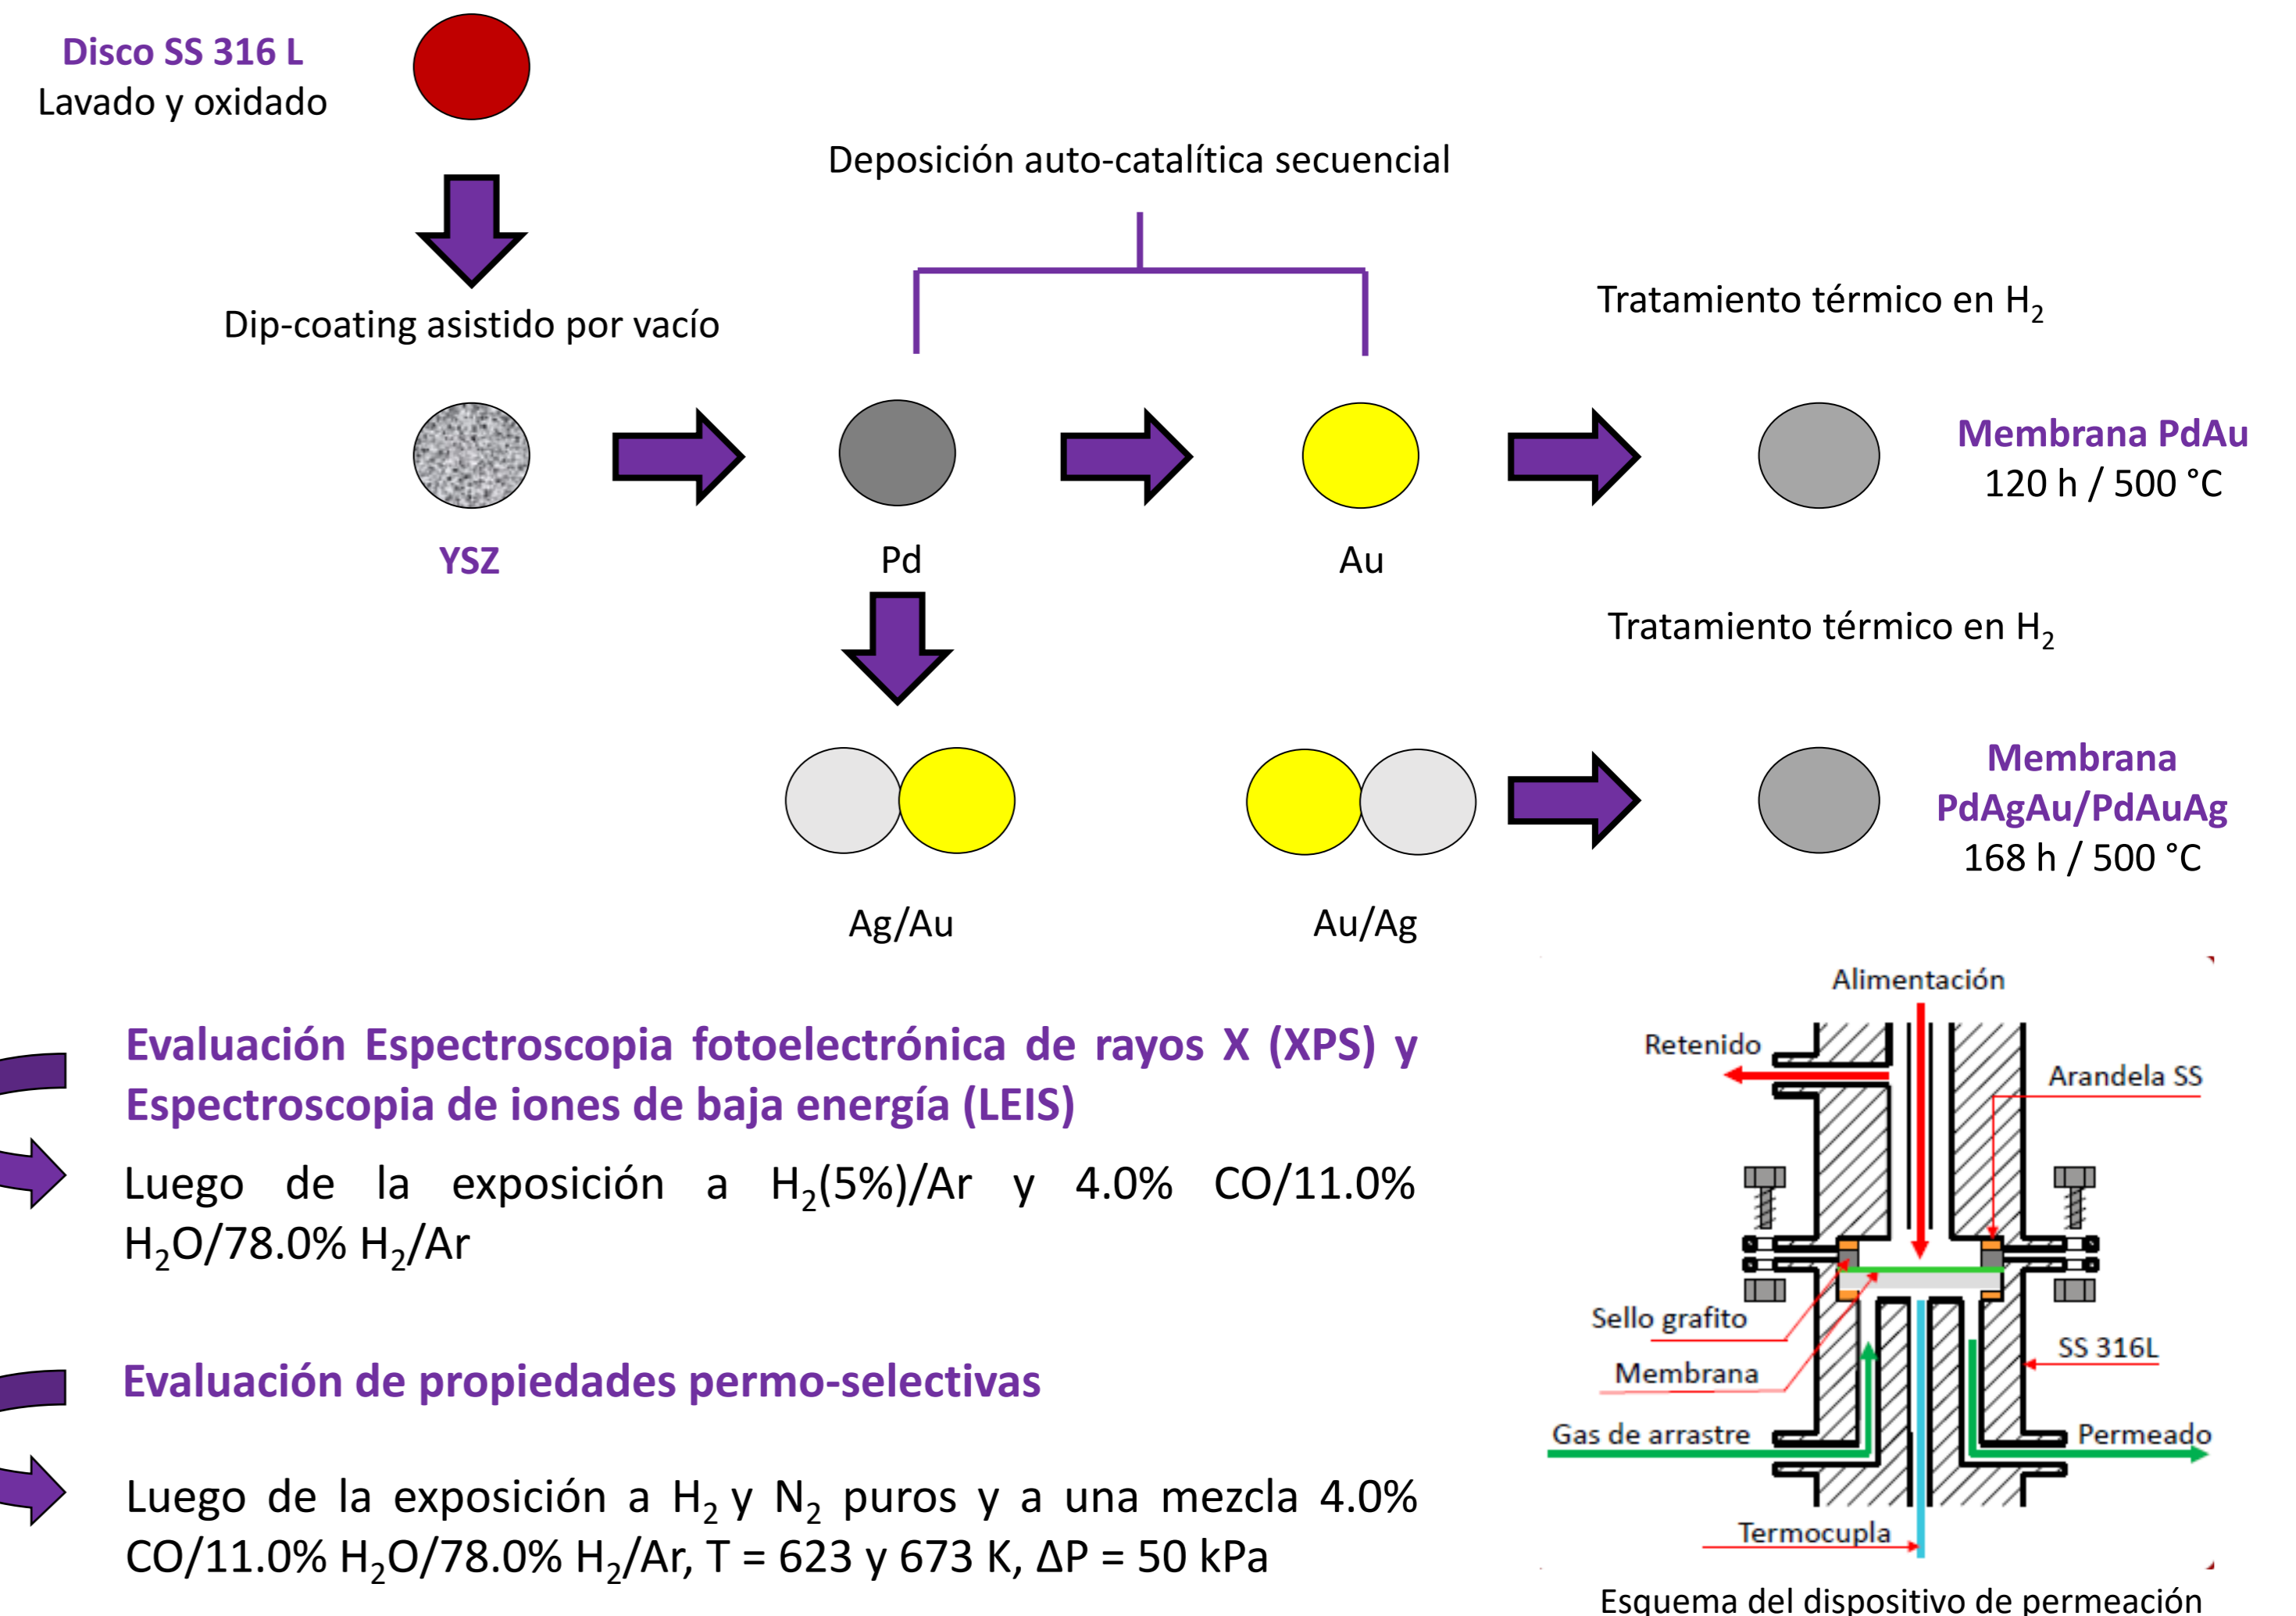 Disco SS 316 L
Lavado y oxidado
Deposición auto-catalítica secuencial
Dip-coating asistido por vacío
Tratamiento térmico en H₂
YSZ
Pd
Au
Membrana PdAu
120 h / 500 °C
Tratamiento térmico en H₂
Ag/Au
Au/Ag
Membrana
PdAgAu/PdAuAg
168 h / 500 °C
Evaluación Espectroscopia fotoelectrónica de rayos X (XPS) y
Espectroscopia de iones de baja energía (LEIS)
Luego de la exposición a H₂(5%)/Ar y 4.0% CO/11.0%
H₂O/78.0% H₂/Ar
Evaluación de propiedades permo-selectivas
Luego de la exposición a H₂ y N₂ puros y a una mezcla 4.0%
CO/11.0% H₂O/78.0% H₂/Ar, T = 623 y 673 K, ΔP = 50 kPa
Alimentación
Retenido
Arandela SS
Sello grafito
Membrana
SS 316L
Gas de arrastre
Permeado
Termocupla
Esquema del dispositivo de permeación